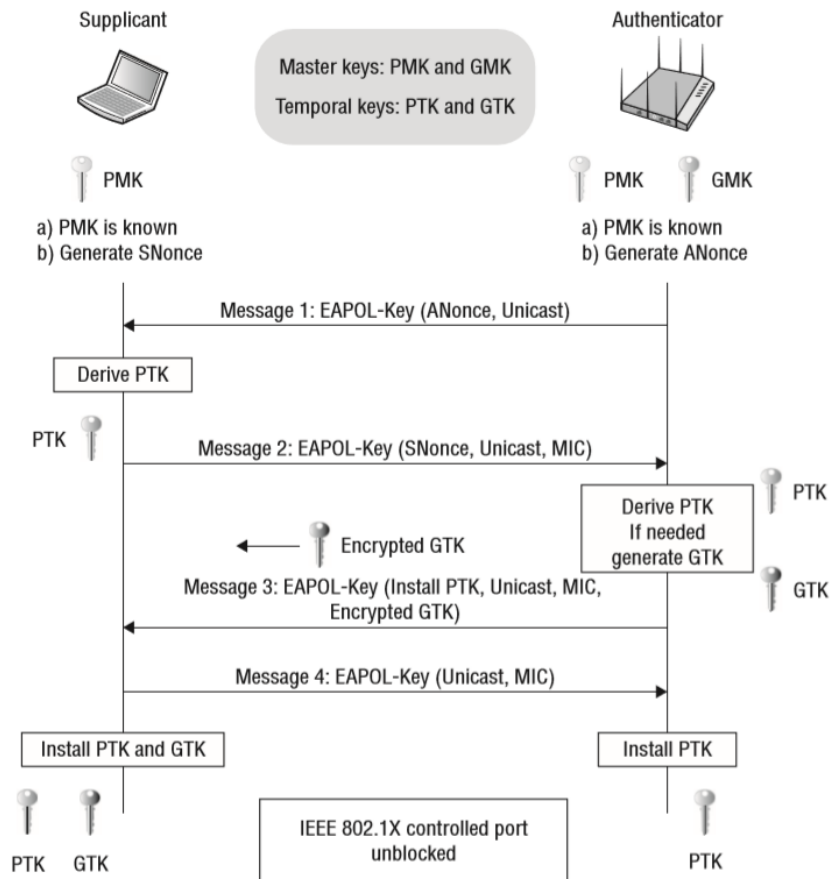 Supplicant
Authenticator
Master keys: PMK and GMK
Temporal keys: PTK and GTK
PMK
PMK
GMK
a) PMK is known
b) Generate SNonce
a) PMK is known
b) Generate ANonce
Message 1: EAPOL-Key (ANonce, Unicast)
Derive PTK
PTK
Message 2: EAPOL-Key (SNonce, Unicast, MIC)
Derive PTK
If needed
generate GTK
PTK
GTK
Encrypted GTK
Message 3: EAPOL-Key (Install PTK, Unicast, MIC,
Encrypted GTK)
Message 4: EAPOL-Key (Unicast, MIC)
Install PTK and GTK
Install PTK
PTK
GTK
IEEE 802.1X controlled port
unblocked
PTK